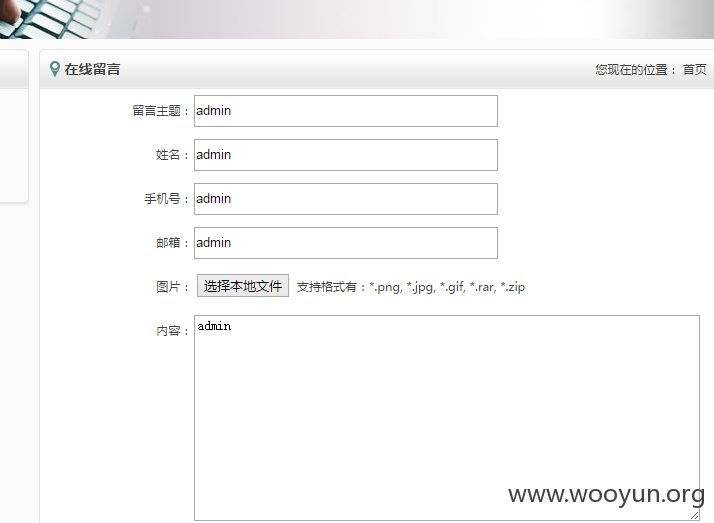 在线留言
您现在的位置： 首页
留言主题： admin
姓名： admin
手机号： admin
邮箱： admin
图片： 选择本地文件 支持格式有：*.png, *.jpg, *.gif, *.rar, *.zip
内容： admin
www.wooyun.org